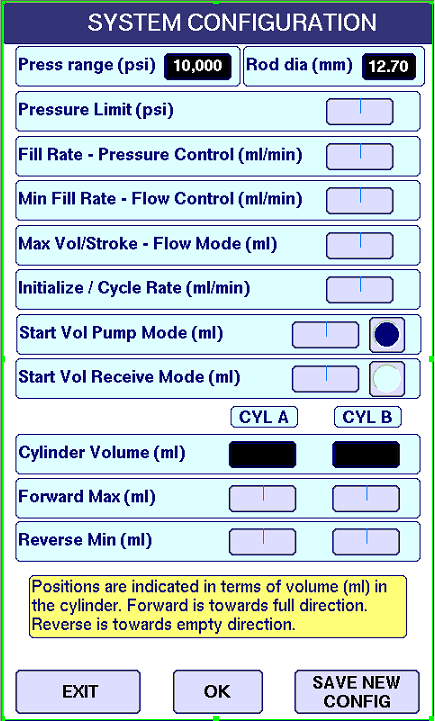 SYSTEM CONFIGURATION
Press range (psi) 10,000 Rod dia (mm) 12.70
Pressure Limit (psi)
Fill Rate - Pressure Control (ml/min)
Min Fill Rate - Flow Control (ml/min)
Max Vol/Stroke - Flow Mode (ml)
Initialize / Cycle Rate (ml/min)
Start Vol Pump Mode (ml)
Start Vol Receive Mode (ml)
CYL A CYL B
Cylinder Volume (ml)
Forward Max (ml)
Reverse Min (ml)
Positions are indicated in terms of volume (ml) in
the cylinder. Forward is towards full direction.
Reverse is towards empty direction.
EXIT OK SAVE NEW
CONFIG